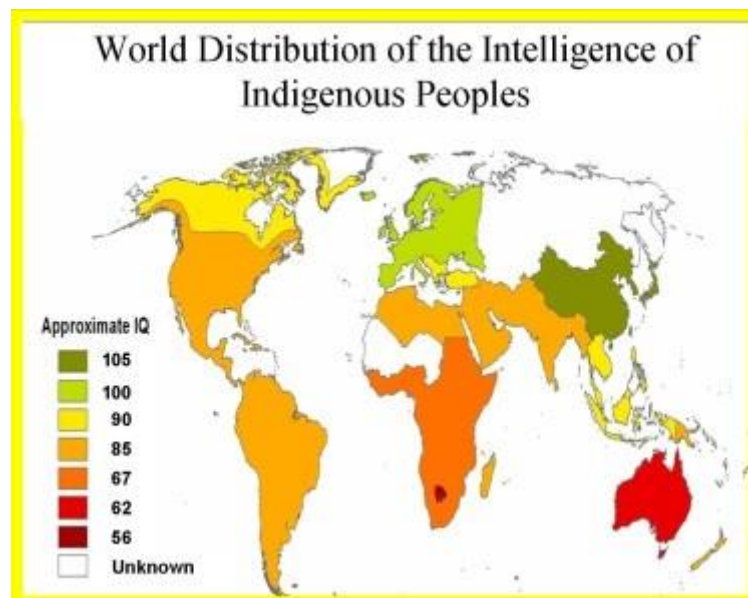 World Distribution of the Intelligence of
Indigenous Peoples
Approximate IQ
105
100
90
85
67
62
56
Unknown